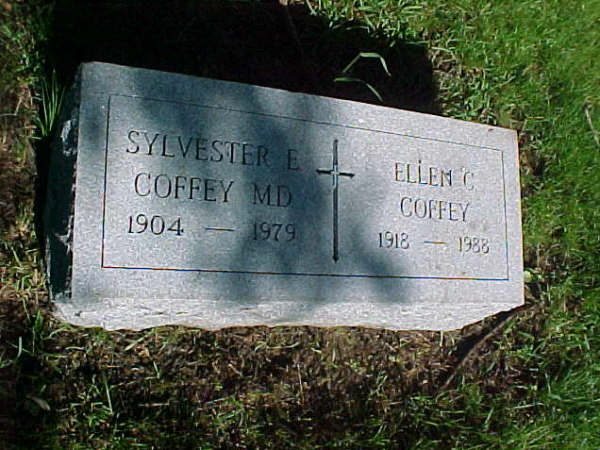 SYLVESTER E
COFFEY MD
1904 — 1979
ELLEN C
COFFEY
1918 — 1988